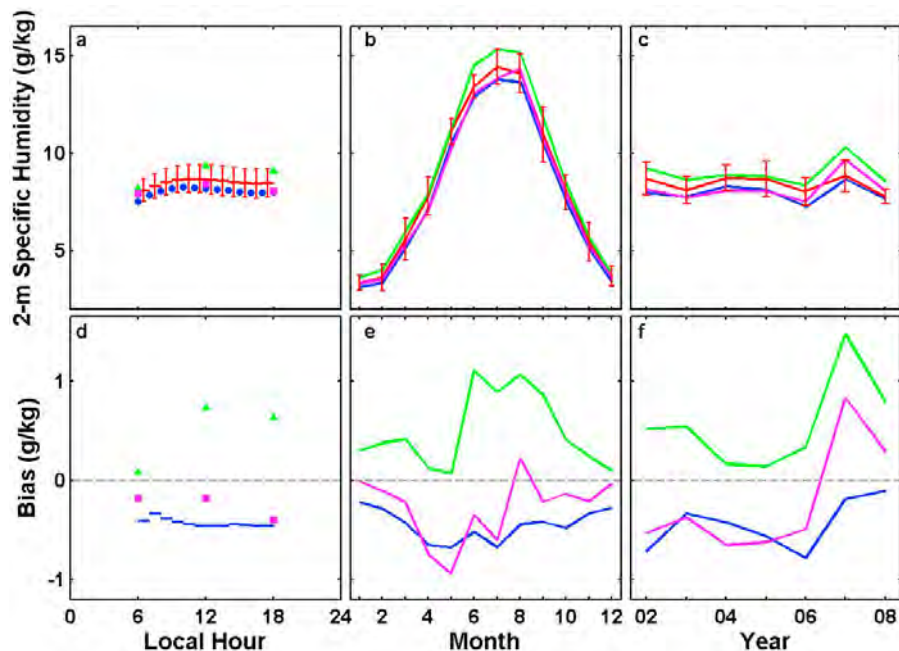 2-m Specific Humidity (g/kg)
15
10
5
a
b
c
Bias (g/kg)
1
0
-1
d
e
f
0 6 12 18 24
Local Hour
2 4 6 8 10 12
Month
02 04 06 08
Year